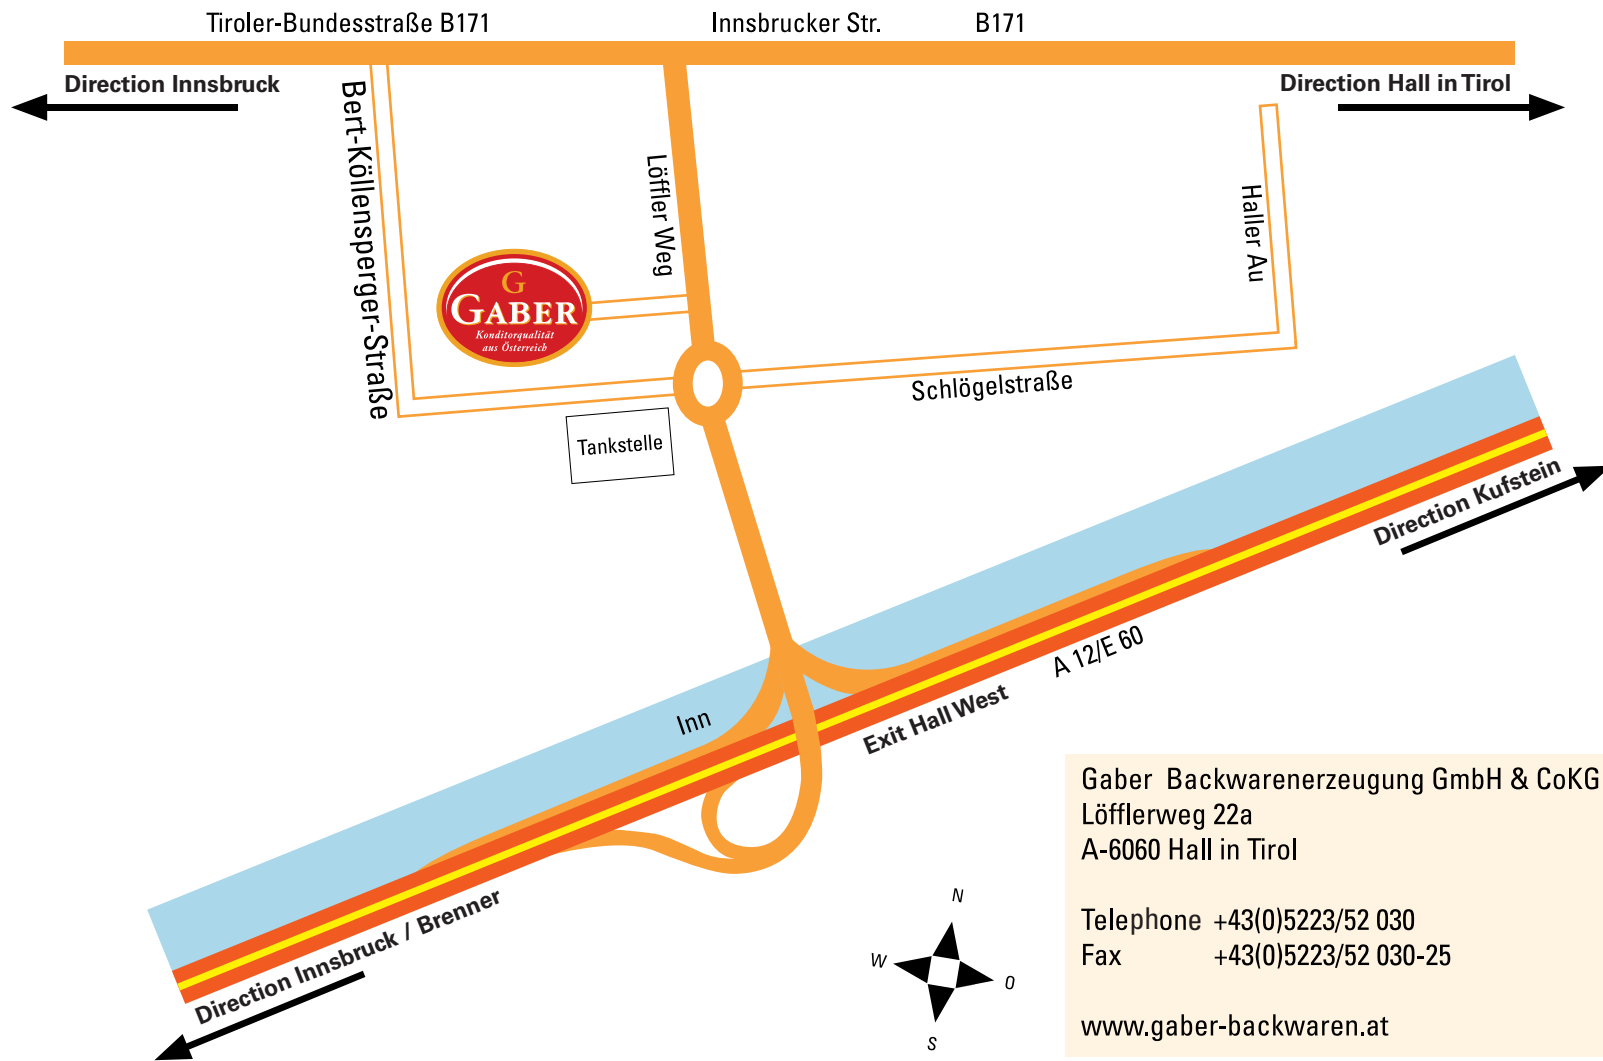 Tiroler-Bundesstraße B171
Innsbrucker Str.
B171
Direction Innsbruck
Direction Hall in Tirol
Bert-Köllensperger-Straße
Löffler Weg
Haller Au
G
GABER
Konditorqualität
aus Österreich
Schlögelstraße
Tankstelle
Direction Kufstein
A 12/E 60
Inn
Exit Hall West
Direction Innsbruck / Brenner
N
W
O
S
Gaber Backwarenerzeugung GmbH & CoKG
Löfflerweg 22a
A-6060 Hall in Tirol
Telephone +43(0)5223/52 030
Fax +43(0)5223/52 030-25
www.gaber-backwaren.at